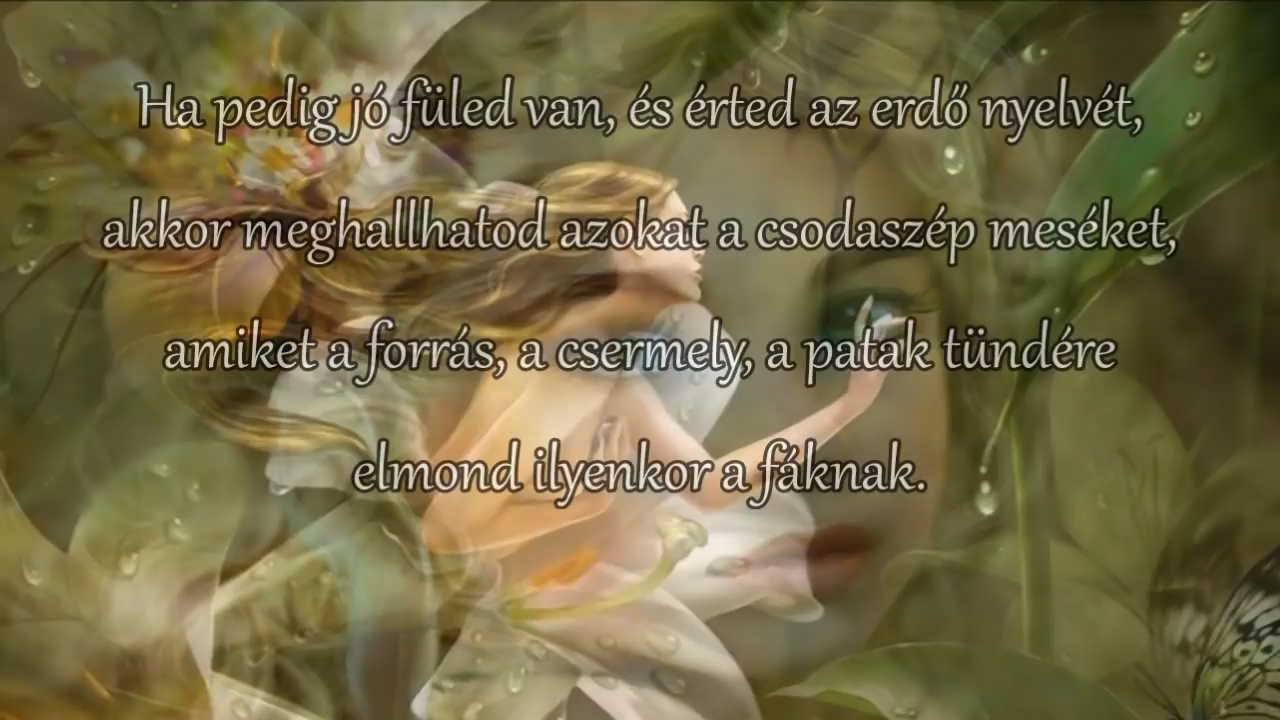 Ha pedig jó füled van, és érted az erdő nyelvét,
akkor meghalllhatod azokat a csodaszép meséket,
amiket a forrás, a csermely, a patak tündére
elmond ilyenkor a fáknak.